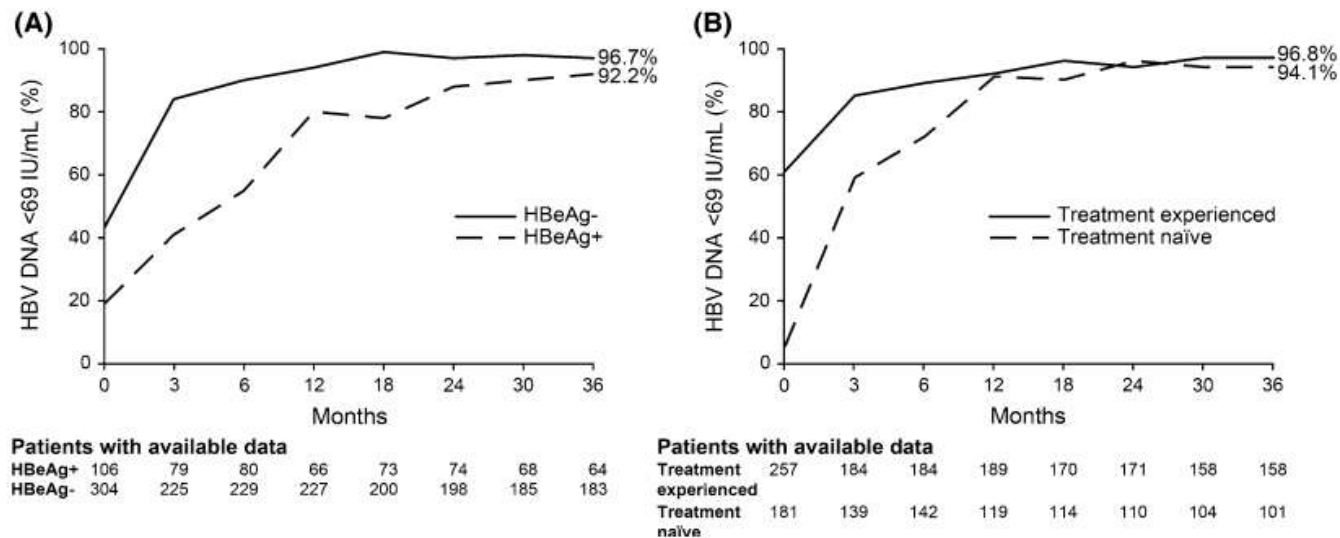 (A)
HBV DNA <69 IU/mL (%)
100
80
60
40
20
0
96.7%
92.2%
HBeAg-
HBeAg+
0 3 6 12 18 24 30 36
Months
Patients with available data
HBeAg+ 106 79 80 66 73 74 68 64
HBeAg- 304 225 229 227 200 198 185 183
(B)
HBV DNA <69 IU/mL (%)
100
80
60
40
20
0
96.8%
94.1%
Treatment experienced
Treatment naïve
0 3 6 12 18 24 30 36
Months
Patients with available data
Treatment 257 184 184 189 170 171 158 158
experienced
Treatment 181 139 142 119 114 110 104 101
naïve